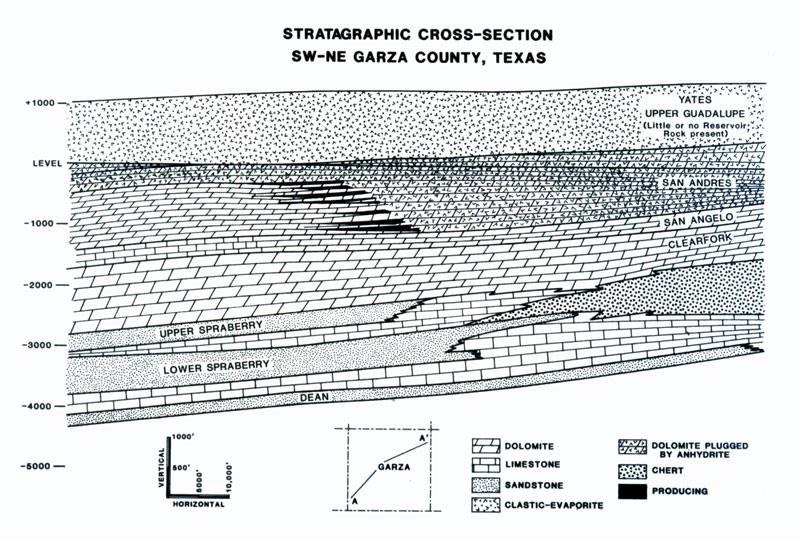 STRATAGRAPHIC CROSS-SECTION
SW-NE GARZA COUNTY, TEXAS
+1000
LEVEL
-1000
-2000
-3000
-4000
-5000
YATES
UPPER GUADALUPE
(Little or no Reservoir
Rock present)
SAN ANDRES
SAN ANGELO
CLEARFORK
UPPER SPRABERRY
LOWER SPRABERRY
DEAN
VERTICAL
1000'
500'
5000'
10,000'
HORIZONTAL
A'
GARZA
A
DOLOMITE
LIMESTONE
SANDSTONE
CLASTIC-EVAPORITE
DOLOMITE PLUGGED
BY ANHYDRITE
CHERT
PRODUCING